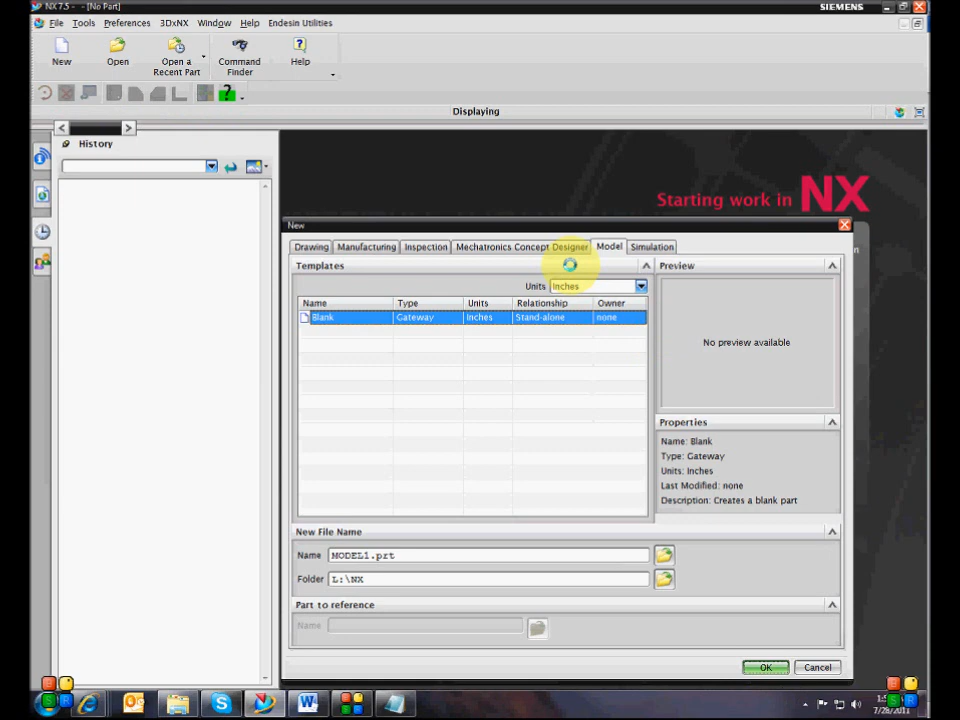 NX 7.5 - - [No Part]
SIEMENS
File Tools Preferences 3DxNX Window Help Endesin Utilities
New
Open
Open a Recent Part
Command Finder
Help
Displaying
History
Starting work in NX
New
Drawing Manufacturing Inspection Mechatronics Concept Designer Model Simulation
Templates
Preview
Units Inches
Name Type Units Relationship Owner
Blank Gateway Inches Stand-alone none
No preview available
Properties
Name: Blank
Type: Gateway
Units: Inches
Last Modified: none
Description: Creates a blank part
New File Name
Name MODEL1.prt
Folder L:\NX
Part to reference
Name
OK Cancel